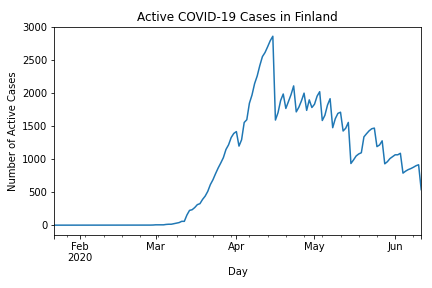 Active COVID-19 Cases in Finland
3000
2500
2000
1500
1000
500
0
Number of Active Cases
Feb
2020
Mar
Apr
May
Jun
Day